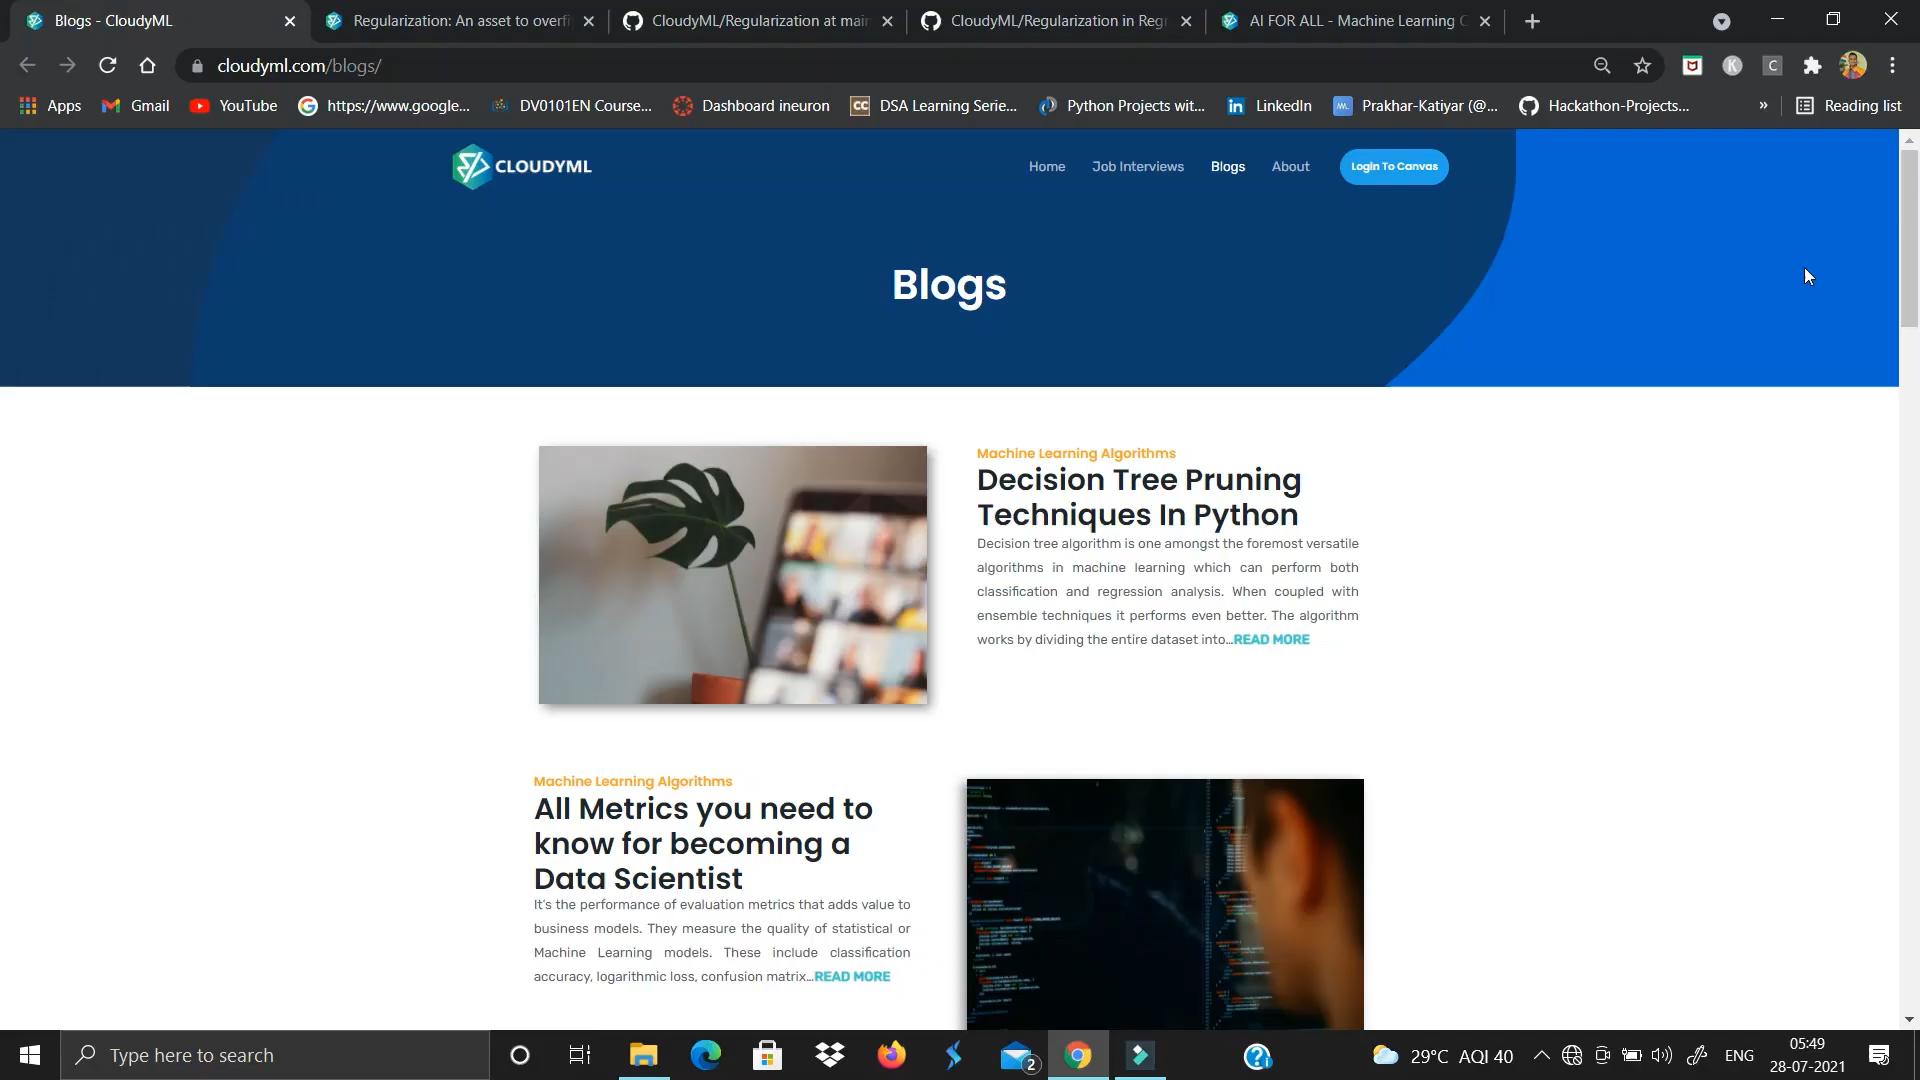 Blogs - CloudyML
Regularization: An asset to overfi
CloudyML/Regularization at main
CloudyML/Regularization in Reg
AI FOR ALL - Machine Learning C
cloudyml.com/blogs/
K
C
Apps
Gmail
YouTube
https://www.google...
DV0101EN Course...
Dashboard ineuron
CC
DSA Learning Serie...
Python Projects wit...
LinkedIn
Prakhar-Katiyar (@...
Hackathon-Projects...
»
Reading list
CLOUDYML
Home
Job Interviews
Blogs
About
Login To Canvas
Blogs
Machine Learning Algorithms
Decision Tree Pruning
Techniques In Python
Decision tree algorithm is one amongst the foremost versatile
algorithms in machine learning which can perform both
classification and regression analysis. When coupled with
ensemble techniques it performs even better. The algorithm
works by dividing the entire dataset into...READ MORE
Machine Learning Algorithms
All Metrics you need to
know for becoming a
Data Scientist
It's the performance of evaluation metrics that adds value to
business models. They measure the quality of statistical or
Machine Learning models. These include classification
accuracy, logarithmic loss, confusion matrix...READ MORE
Type here to search
2
29°C AQI 40
ENG
05:49
28-07-2021